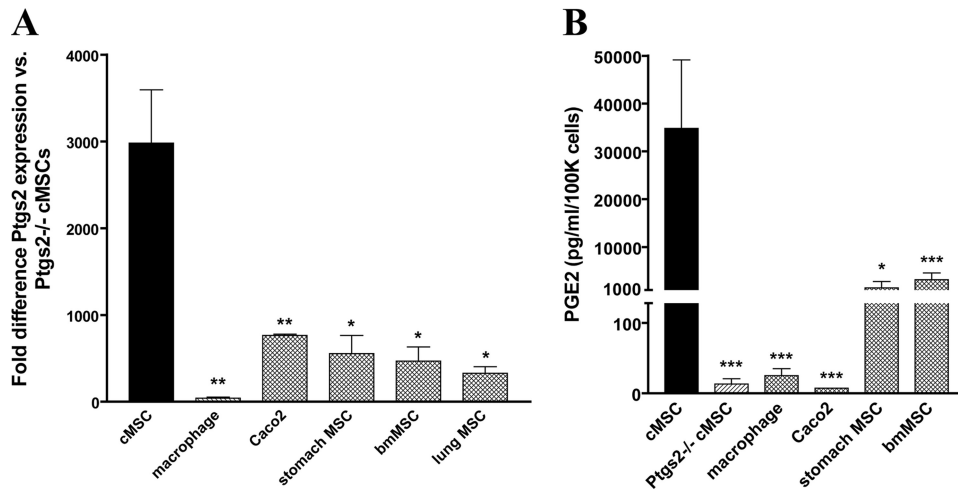 A
Fold difference Ptgs2 expression vs.
Ptgs2-/- cMSCs
4000
3000
2000
1000
0
**
**
*
*
*
cMSC
macrophage
Caco2
stomach MSC
bmMSC
lung MSC
B
PGE2 (pg/ml/100K cells)
50000
40000
30000
20000
10000
1000
100
0
***
***
***
*
***
cMSC
Ptgs2-/- cMSC
macrophage
Caco2
stomach MSC
bmMSC